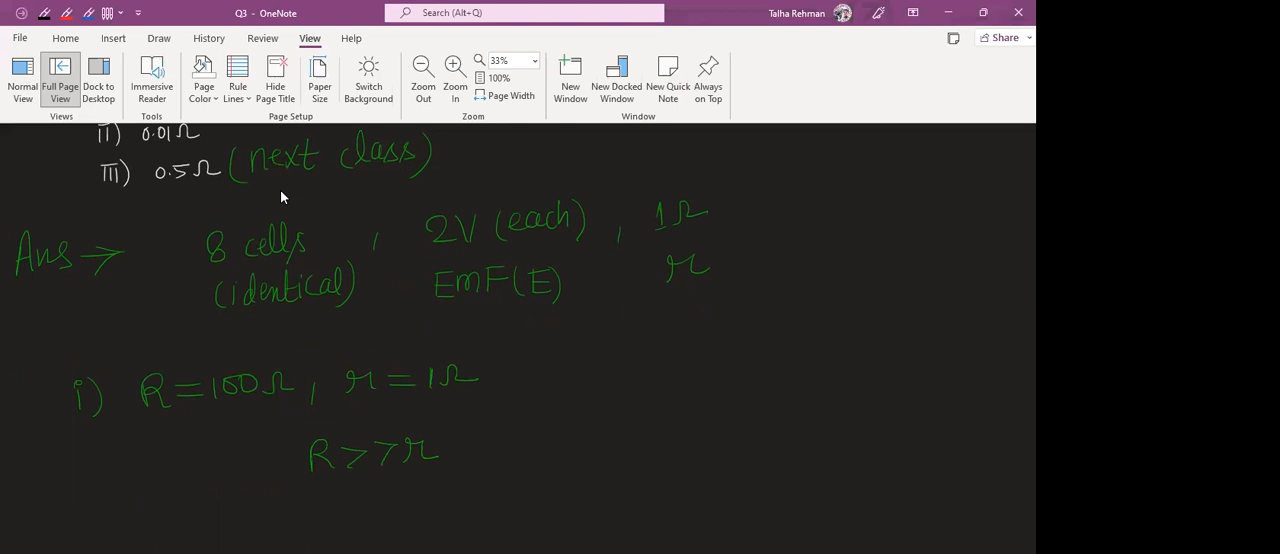 Q3 - OneNote
Search (Alt+Q)
Talha Rehman
File Home Insert Draw History Review View Help
Share
Normal View
Full Page View
Dock to Desktop
Immersive Reader
Page Color
Rule Lines
Hide Page Title
Paper Size
Switch Background
Zoom Out
Zoom In
33%
100%
Page Width
New Window
New Docked Window
New Quick Note
Always on Top
Views Tools Page Setup Zoom Window
II) 0.01Ω
III) 0.5Ω (next class)
Ans → 8 cells , 2V (each) , 1Ω
(identical) EMF(E) r
i) R = 100Ω, r = 1Ω
R >> r